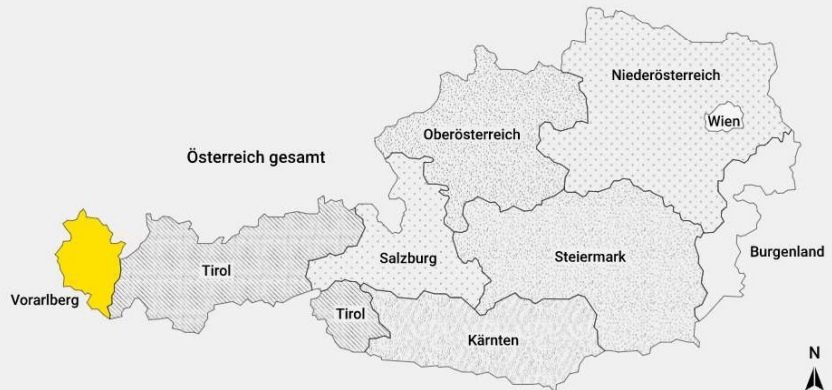 Niederösterreich
Wien
Oberösterreich
Österreich gesamt
Salzburg
Steiermark
Burgenland
Tirol
Vorarlberg
Tirol
Kärnten
N